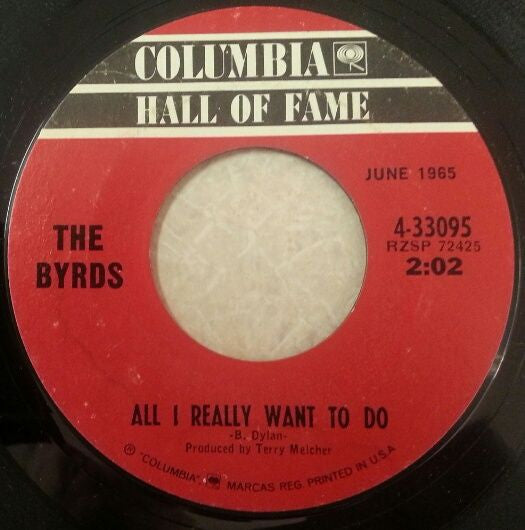 COLUMBIA
HALL OF FAME
JUNE 1965
THE
BYRDS
4-33095
RZSP 72425
2:02
ALL I REALLY WANT TO DO
-B. Dylan-
Produced by Terry Melcher
℗ "COLUMBIA", MARCAS REG. PRINTED IN U.S.A